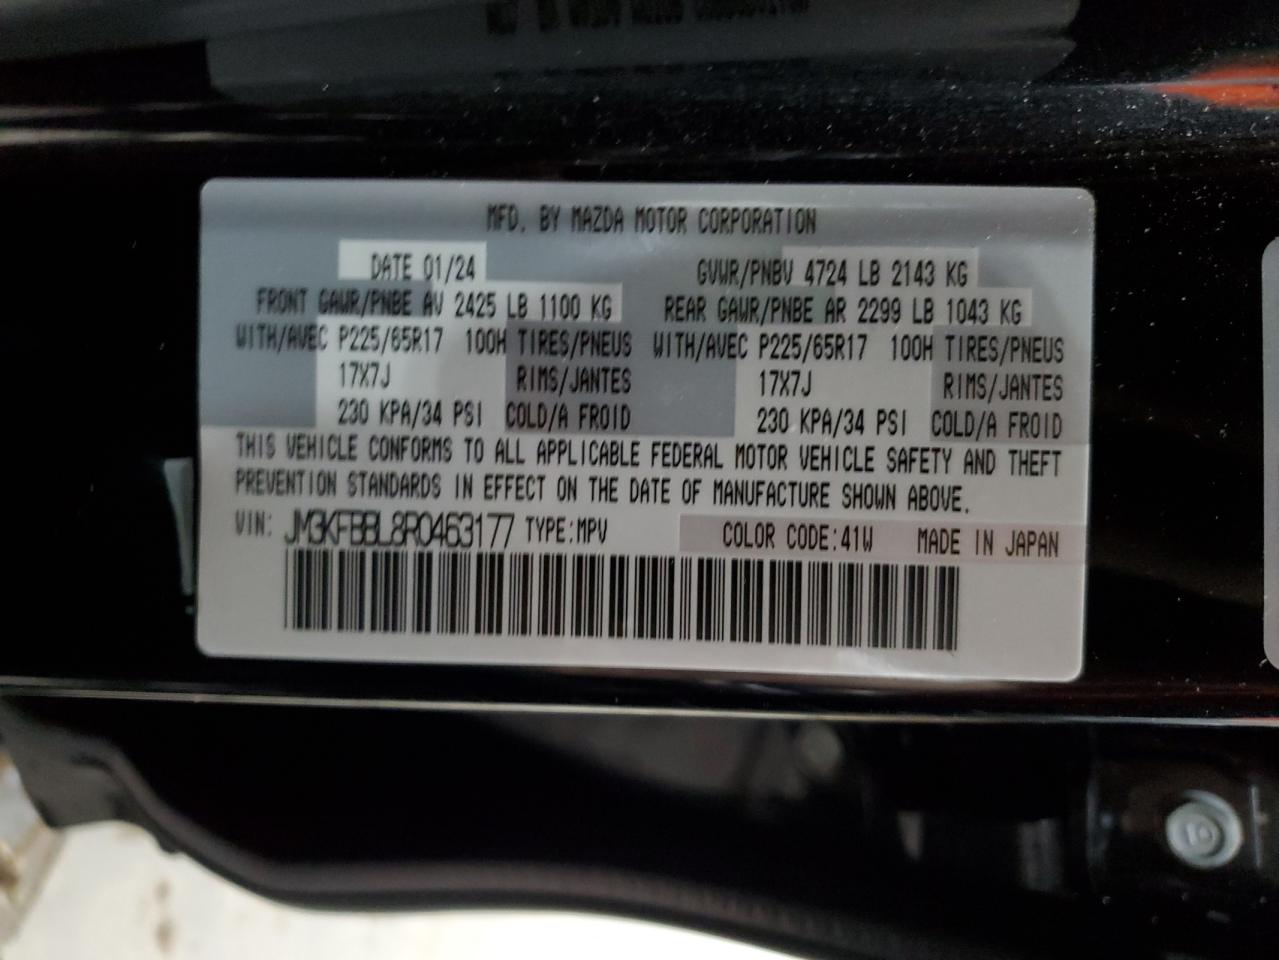 MFD. BY MAZDA MOTOR CORPORATION
DATE 01/24 GVWR/PNBV 4724 LB 2143 KG
FRONT GAWR/PNBE AV 2425 LB 1100 KG REAR GAWR/PNBE AR 2299 LB 1043 KG
WITH/AVEC P225/65R17 100H TIRES/PNEUS WITH/AVEC P225/65R17 100H TIRES/PNEUS
17X7J RIMS/JANTES 17X7J RIMS/JANTES
230 KPA/34 PSI COLD/A FROID 230 KPA/34 PSI COLD/A FROID
THIS VEHICLE CONFORMS TO ALL APPLICABLE FEDERAL MOTOR VEHICLE SAFETY AND THEFT
PREVENTION STANDARDS IN EFFECT ON THE DATE OF MANUFACTURE SHOWN ABOVE.
VIN: JM3KFBBL8R0463177 TYPE:MPV COLOR CODE:41W MADE IN JAPAN